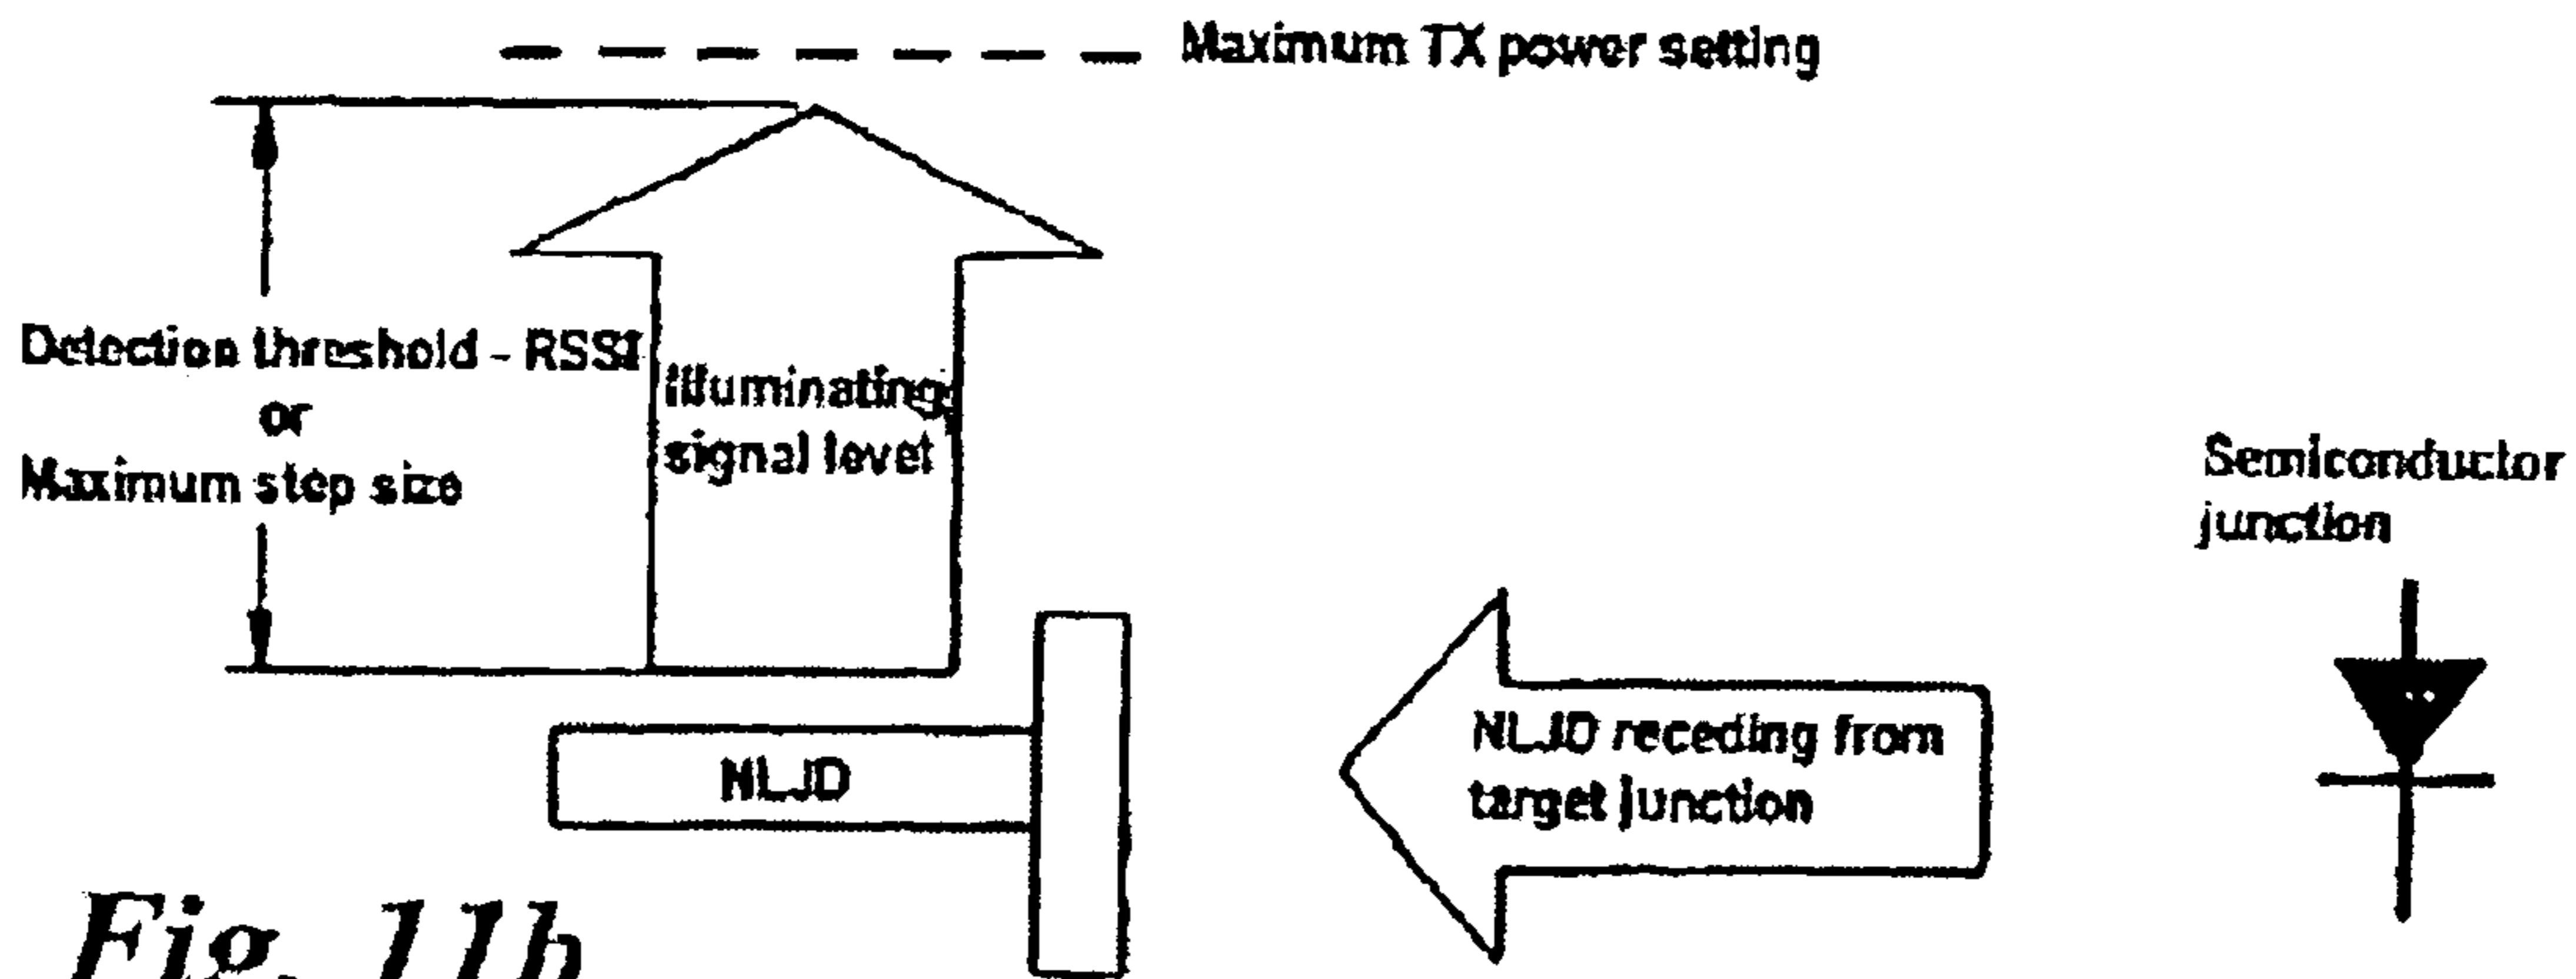 Maximum TX power setting
Detection threshold - RSSI
or
Maximum step size
illuminating
signal level
Semiconductor
junction
NLJD receding from
target junction
NLJD
Fig. 11b